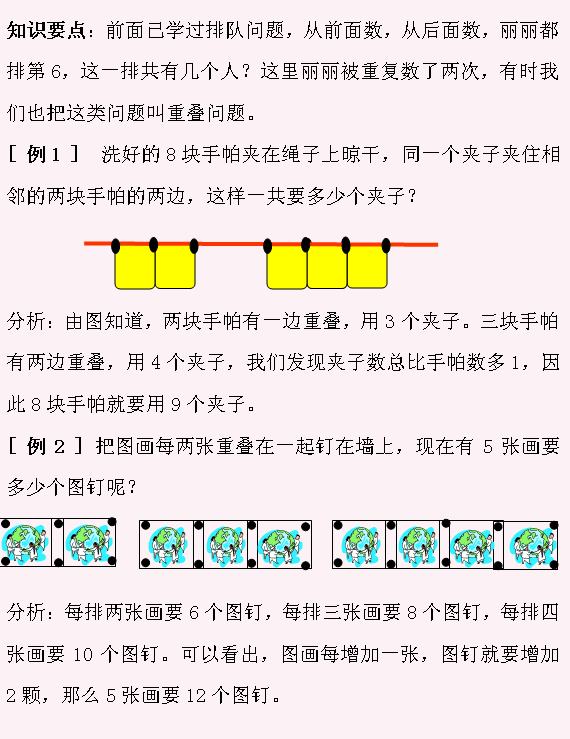 知识要点：前面已学过排队问题，从前面数，从后面数，丽丽都
排第6，这一排共有几个人？这里丽丽被重复数了两次，有时我
们也把这类问题叫重叠问题。
[ 例1 ] 洗好的8块手帕夹在绳子上晾干，同一个夹子夹住相
邻的两块手帕的两边，这样一共要多少个夹子？
分析：由图知道，两块手帕有一边重叠，用3个夹子。三块手帕
有两边重叠，用4个夹子，我们发现夹子数总比手帕数多1，因
此8块手帕就要用9个夹子。
[ 例2 ] 把图画每两张重叠在一起钉在墙上，现在有5张画要
多少个图钉呢？
分析：每排两张画要6个图钉，每排三张画要8个图钉，每排四
张画要10个图钉。可以看出，图画每增加一张，图钉就要增加
2颗，那么5张画要12个图钉。